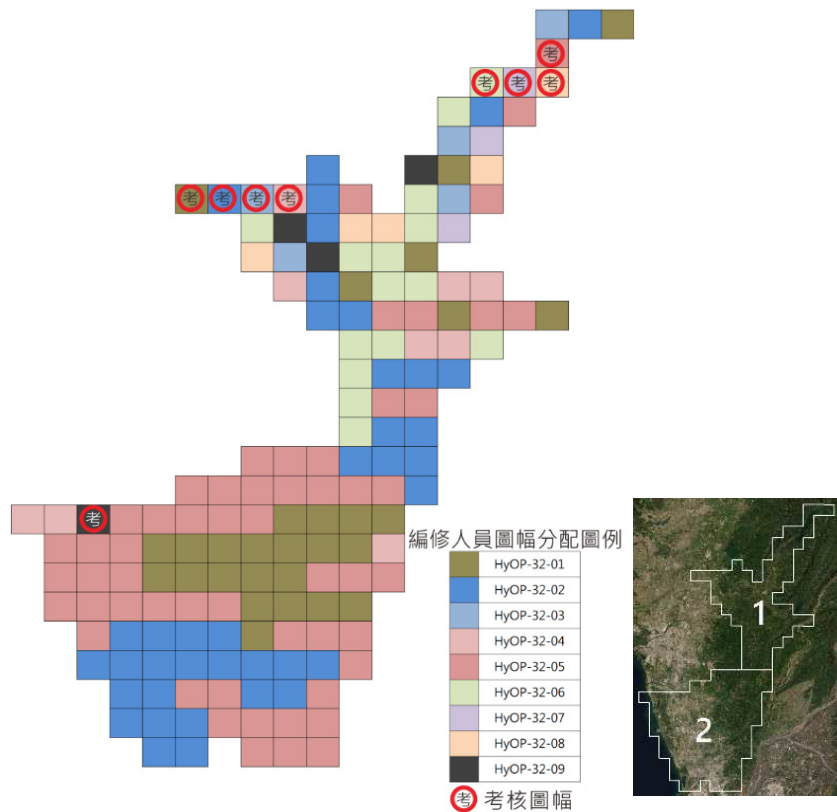 考
考 考 考
考 考 考 考
考
編修人員圖幅分配圖例
HyOP-32-01
HyOP-32-02
HyOP-32-03
HyOP-32-04
HyOP-32-05
HyOP-32-06
HyOP-32-07
HyOP-32-08
HyOP-32-09
考 考核圖幅
1
2